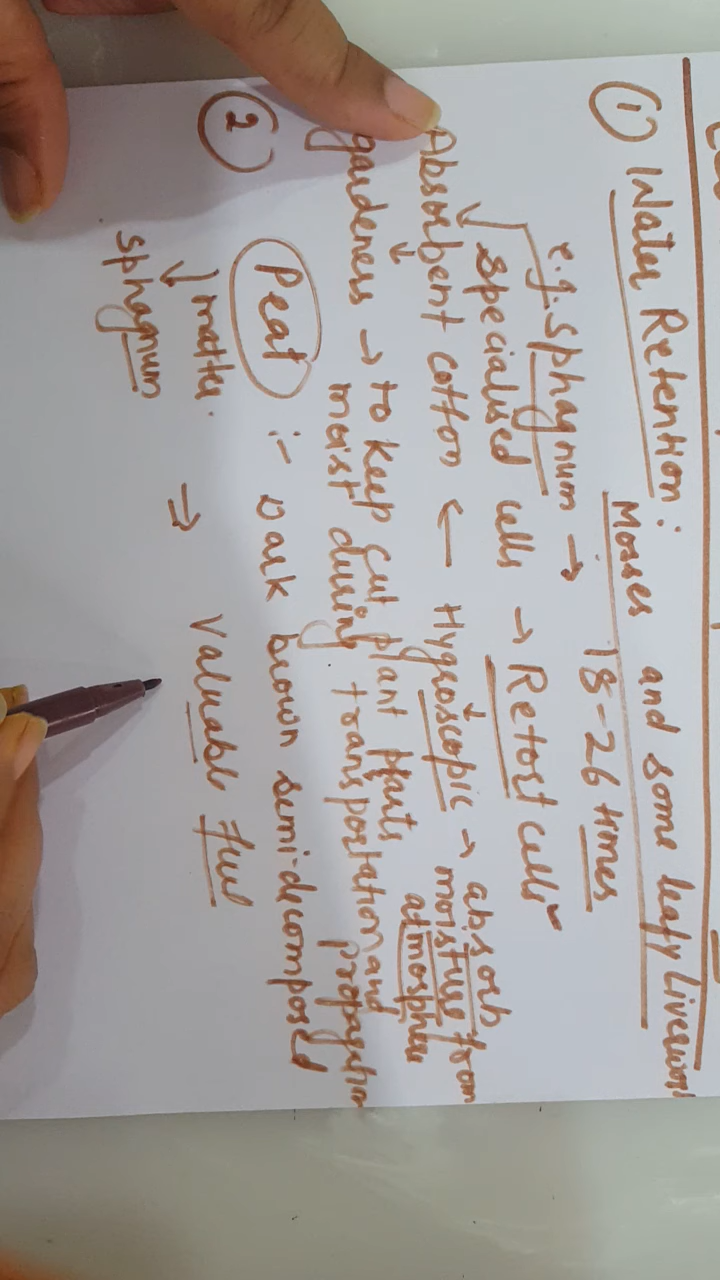 ① Water Retention:
Mosses and some leafy Liverwor
e.g. Sphagnum → 18-26 times
Specialised cells → Retort cells
Absorbent cotton ← Hygroscopic → absorb
moisture from
atmosphere
gardeners → to keep cut plant parts
moist during transportation and
propagation
② Peat :- Dark brown semi-decomposed
matter. ⇒ Valuable fuel
Sphagnum